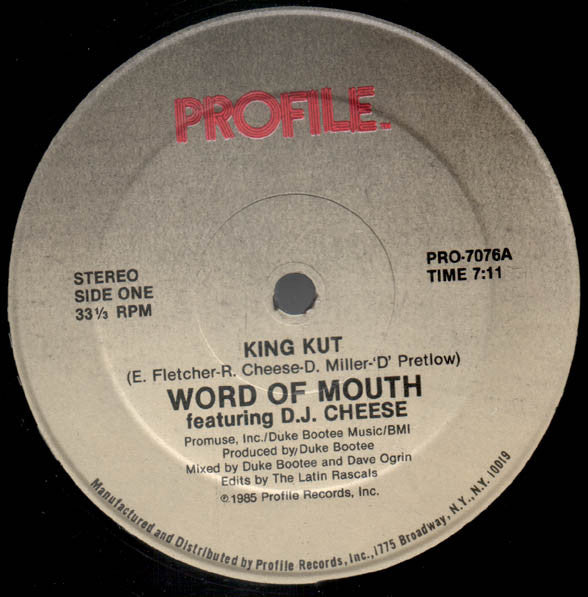 PROFILE™
STEREO
SIDE ONE
33⅓ RPM
PRO-7076A
TIME 7:11
KING KUT
(E. Fletcher-R. Cheese-D. Miller-'D' Pretlow)
WORD OF MOUTH
featuring D.J. CHEESE
Promuse, Inc./Duke Bootee Music/BMI
Produced by Duke Bootee
Mixed by Duke Bootee and Dave Ogrin
Edits by The Latin Rascals
℗1985 Profile Records, Inc.
Manufactured and Distributed by Profile Records, Inc., 1775 Broadway, N.Y., N.Y. 10019